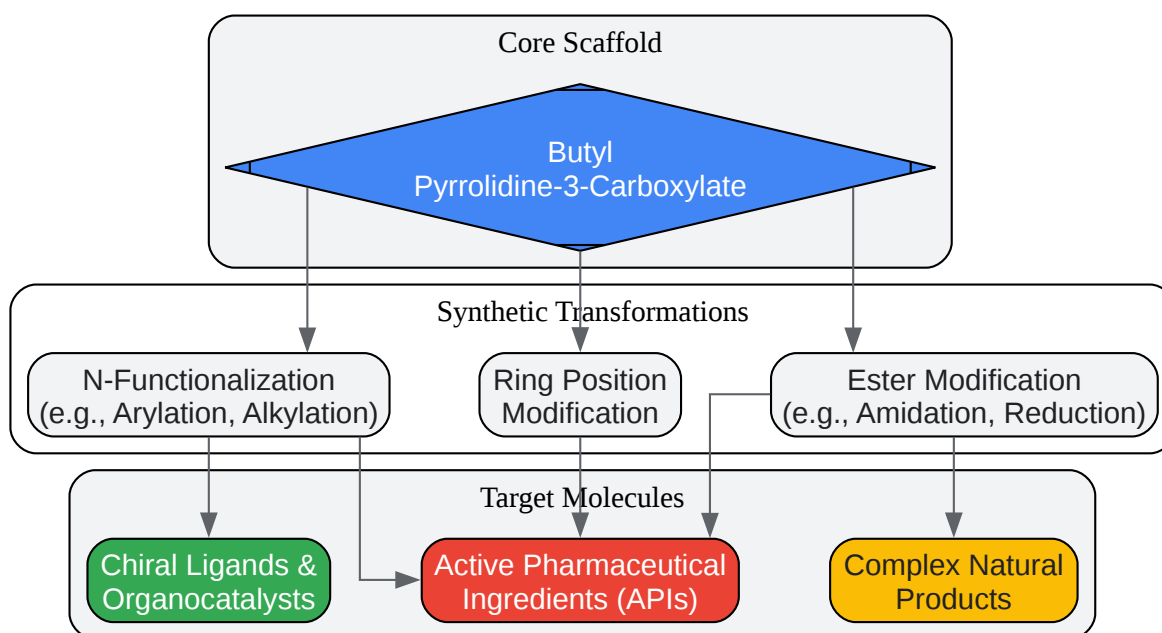 Core Scaffold
Butyl
Pyrrolidine-3-Carboxylate
Synthetic Transformations
N-Functionalization
(e.g., Arylation, Alkylation)
Ring Position
Modification
Ester Modification
(e.g., Amidation, Reduction)
Target Molecules
Chiral Ligands &
Organocatalysts
Active Pharmaceutical
Ingredients (APIs)
Complex Natural
Products